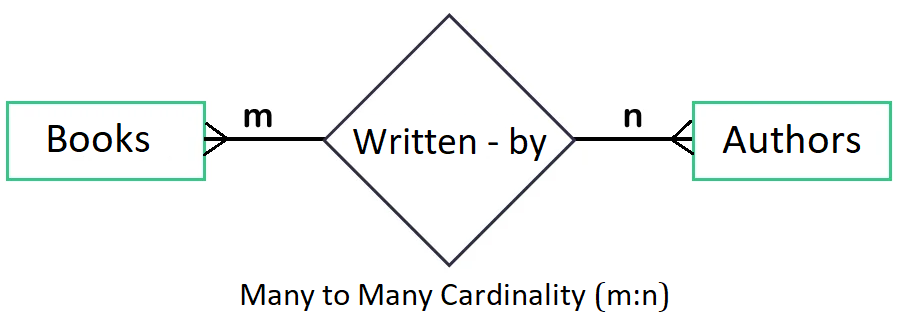 Books
m
Written - by
n
Authors
Many to Many Cardinality (m:n)